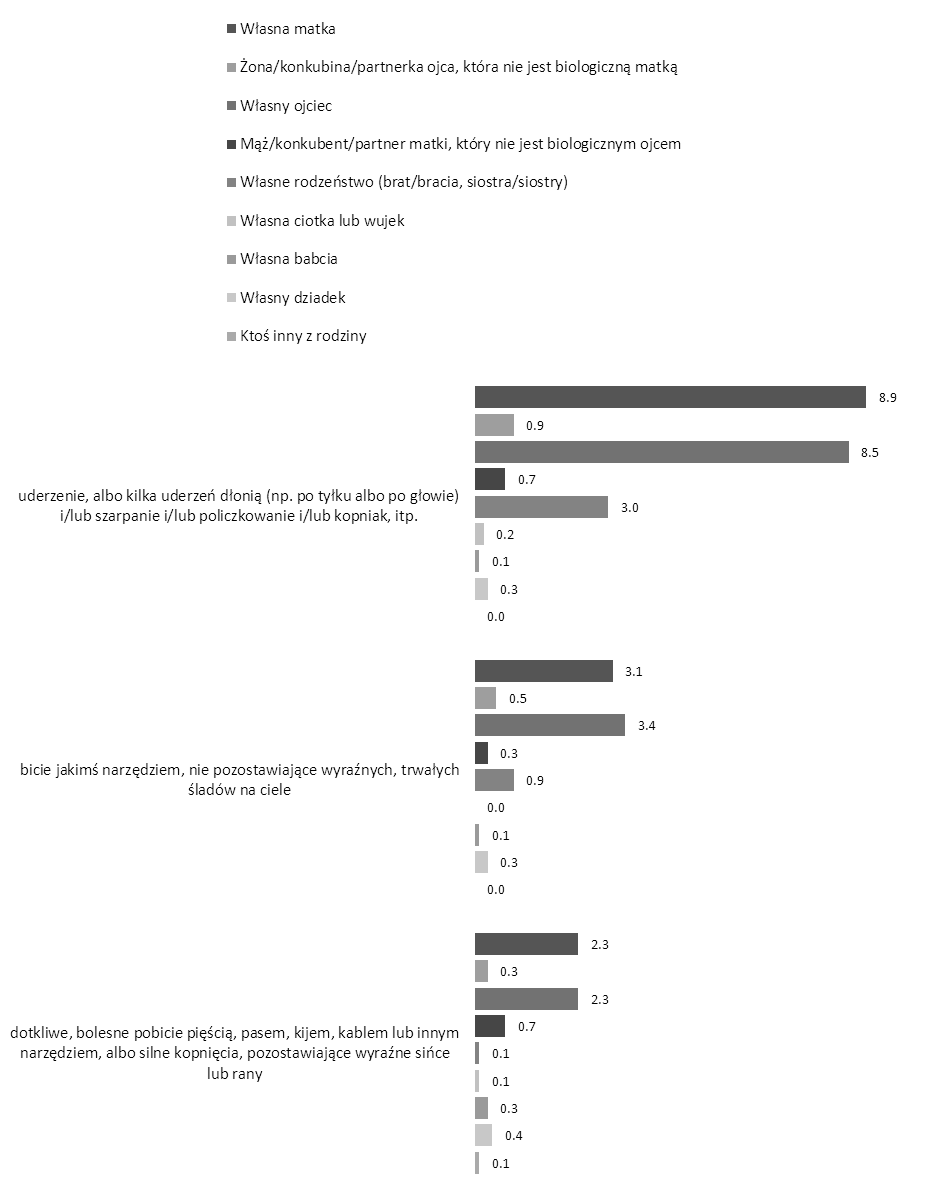 Własna matka
Żona/konkubina/partnerka ojca, która nie jest biologiczną matką
Własny ojciec
Mąż/konkubent/partner matki, który nie jest biologicznym ojcem
Własne rodzeństwo (brat/bracia, siostra/siostry)
Własna ciotka lub wujek
Własna babcia
Własny dziadek
Ktoś inny z rodziny
8.9
0.9
8.5
0.7
uderzenie, albo kilka uderzeń dłonią (np. po tyłku albo po głowie)
i/lub szarpanie i/lub policzkowanie i/lub kopniak, itp.
3.0
0.2
0.1
0.3
0.0
3.1
0.5
3.4
0.3
bicie jakimś narzędziem, nie pozostawiające wyraźnych, trwałych
śladów na ciele
0.9
0.0
0.1
0.3
0.0
2.3
0.3
2.3
0.7
dotkliwe, bolesne pobicie pięścią, pasem, kijem, kablem lub innym
narzędziem, albo silne kopnięcia, pozostawiające wyraźne sińce
lub rany
0.1
0.1
0.3
0.4
0.1